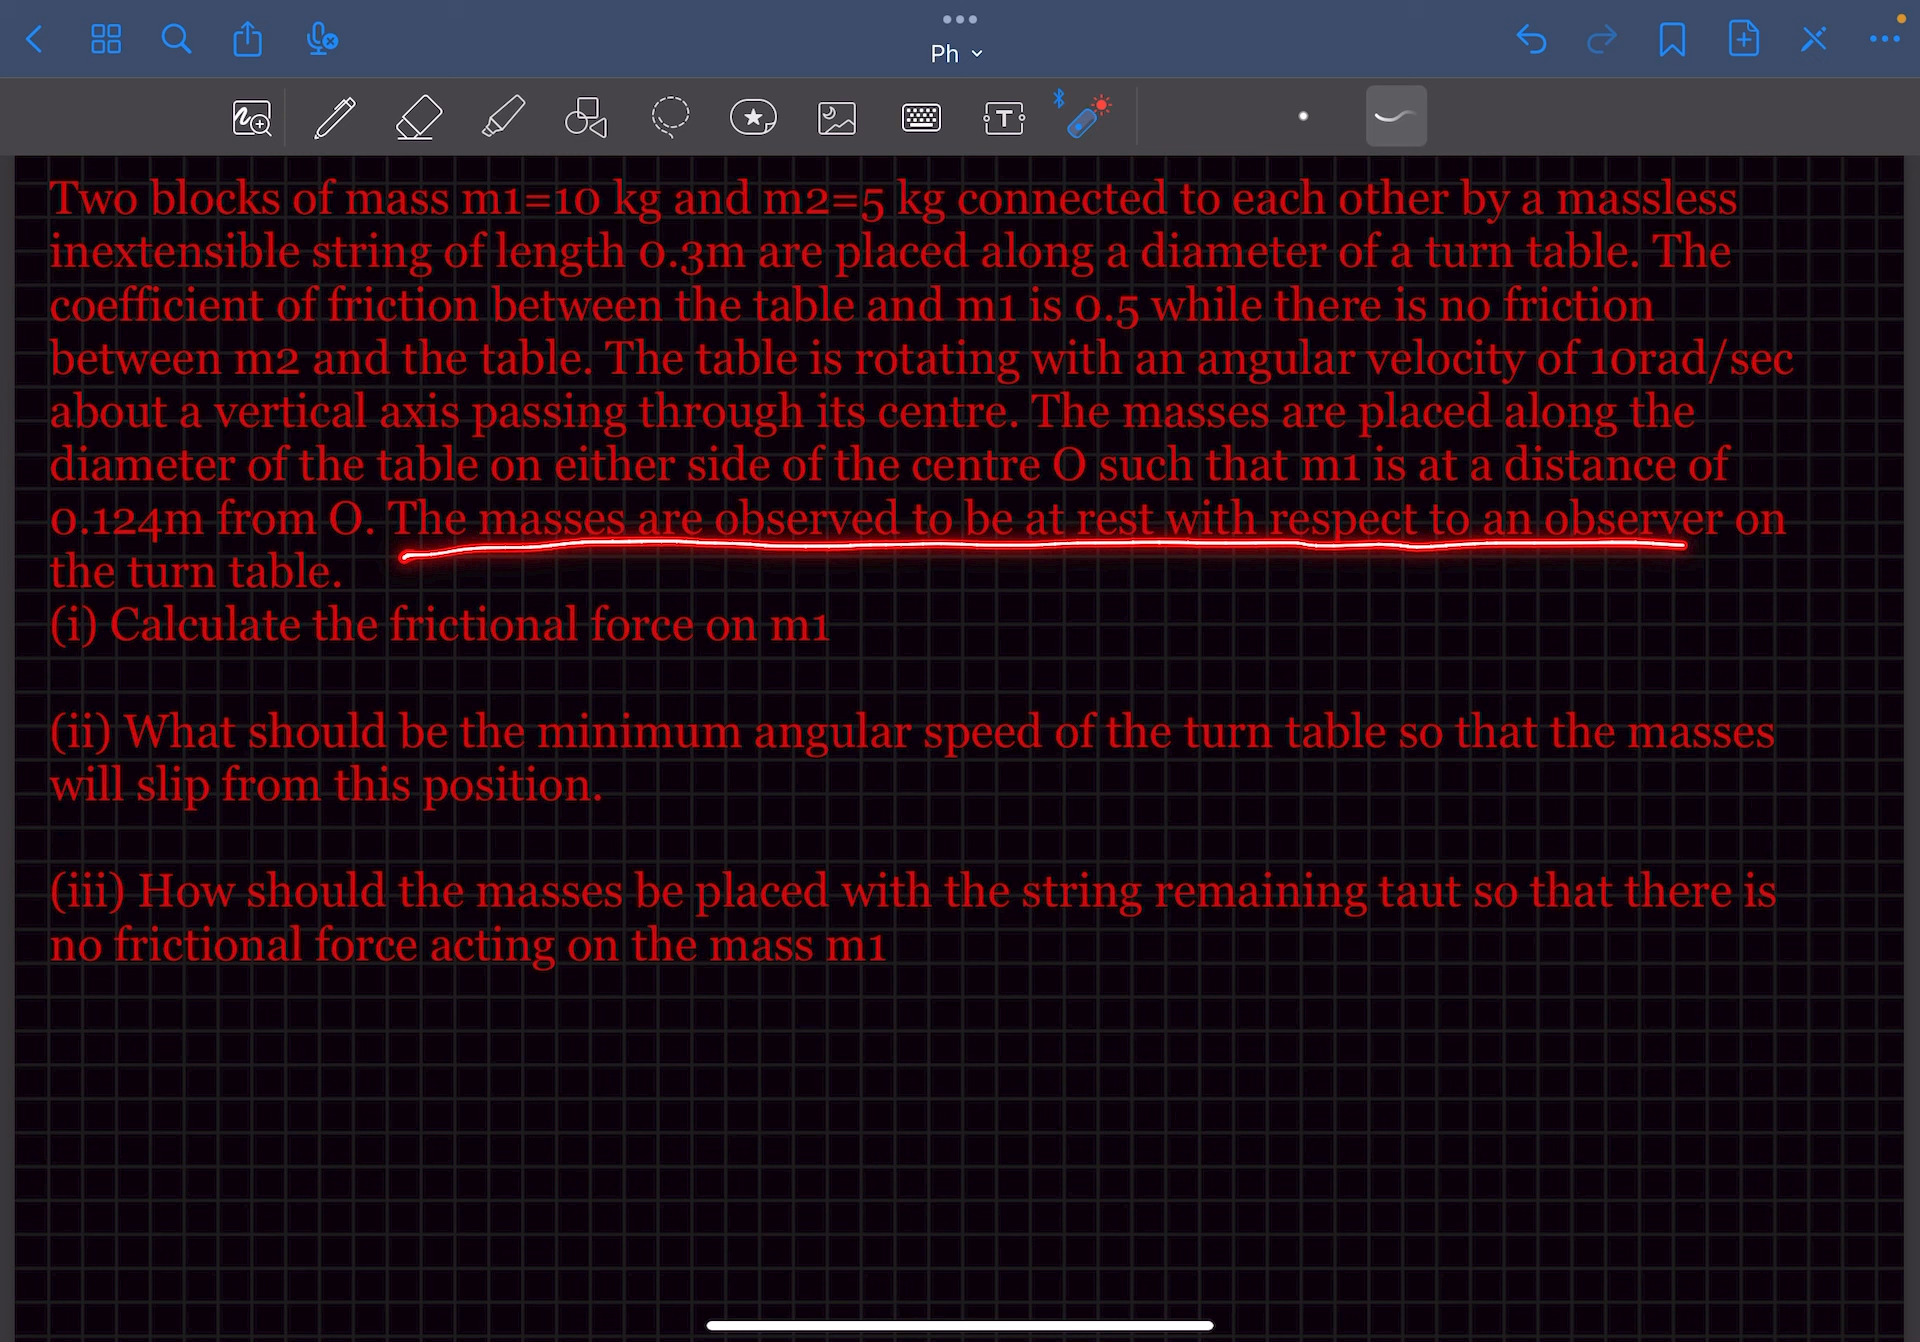 Ph
T
Two blocks of mass m1=10 kg and m2=5 kg connected to each other by a massless
inextensible string of length 0.3m are placed along a diameter of a turn table. The
coefficient of friction between the table and m1 is 0.5 while there is no friction
between m2 and the table. The table is rotating with an angular velocity of 10rad/sec
about a vertical axis passing through its centre. The masses are placed along the
diameter of the table on either side of the centre O such that m1 is at a distance of
0.124m from O. The masses are observed to be at rest with respect to an observer on
the turn table.
(i) Calculate the frictional force on m1
(ii) What should be the minimum angular speed of the turn table so that the masses
will slip from this position.
(iii) How should the masses be placed with the string remaining taut so that there is
no frictional force acting on the mass m1